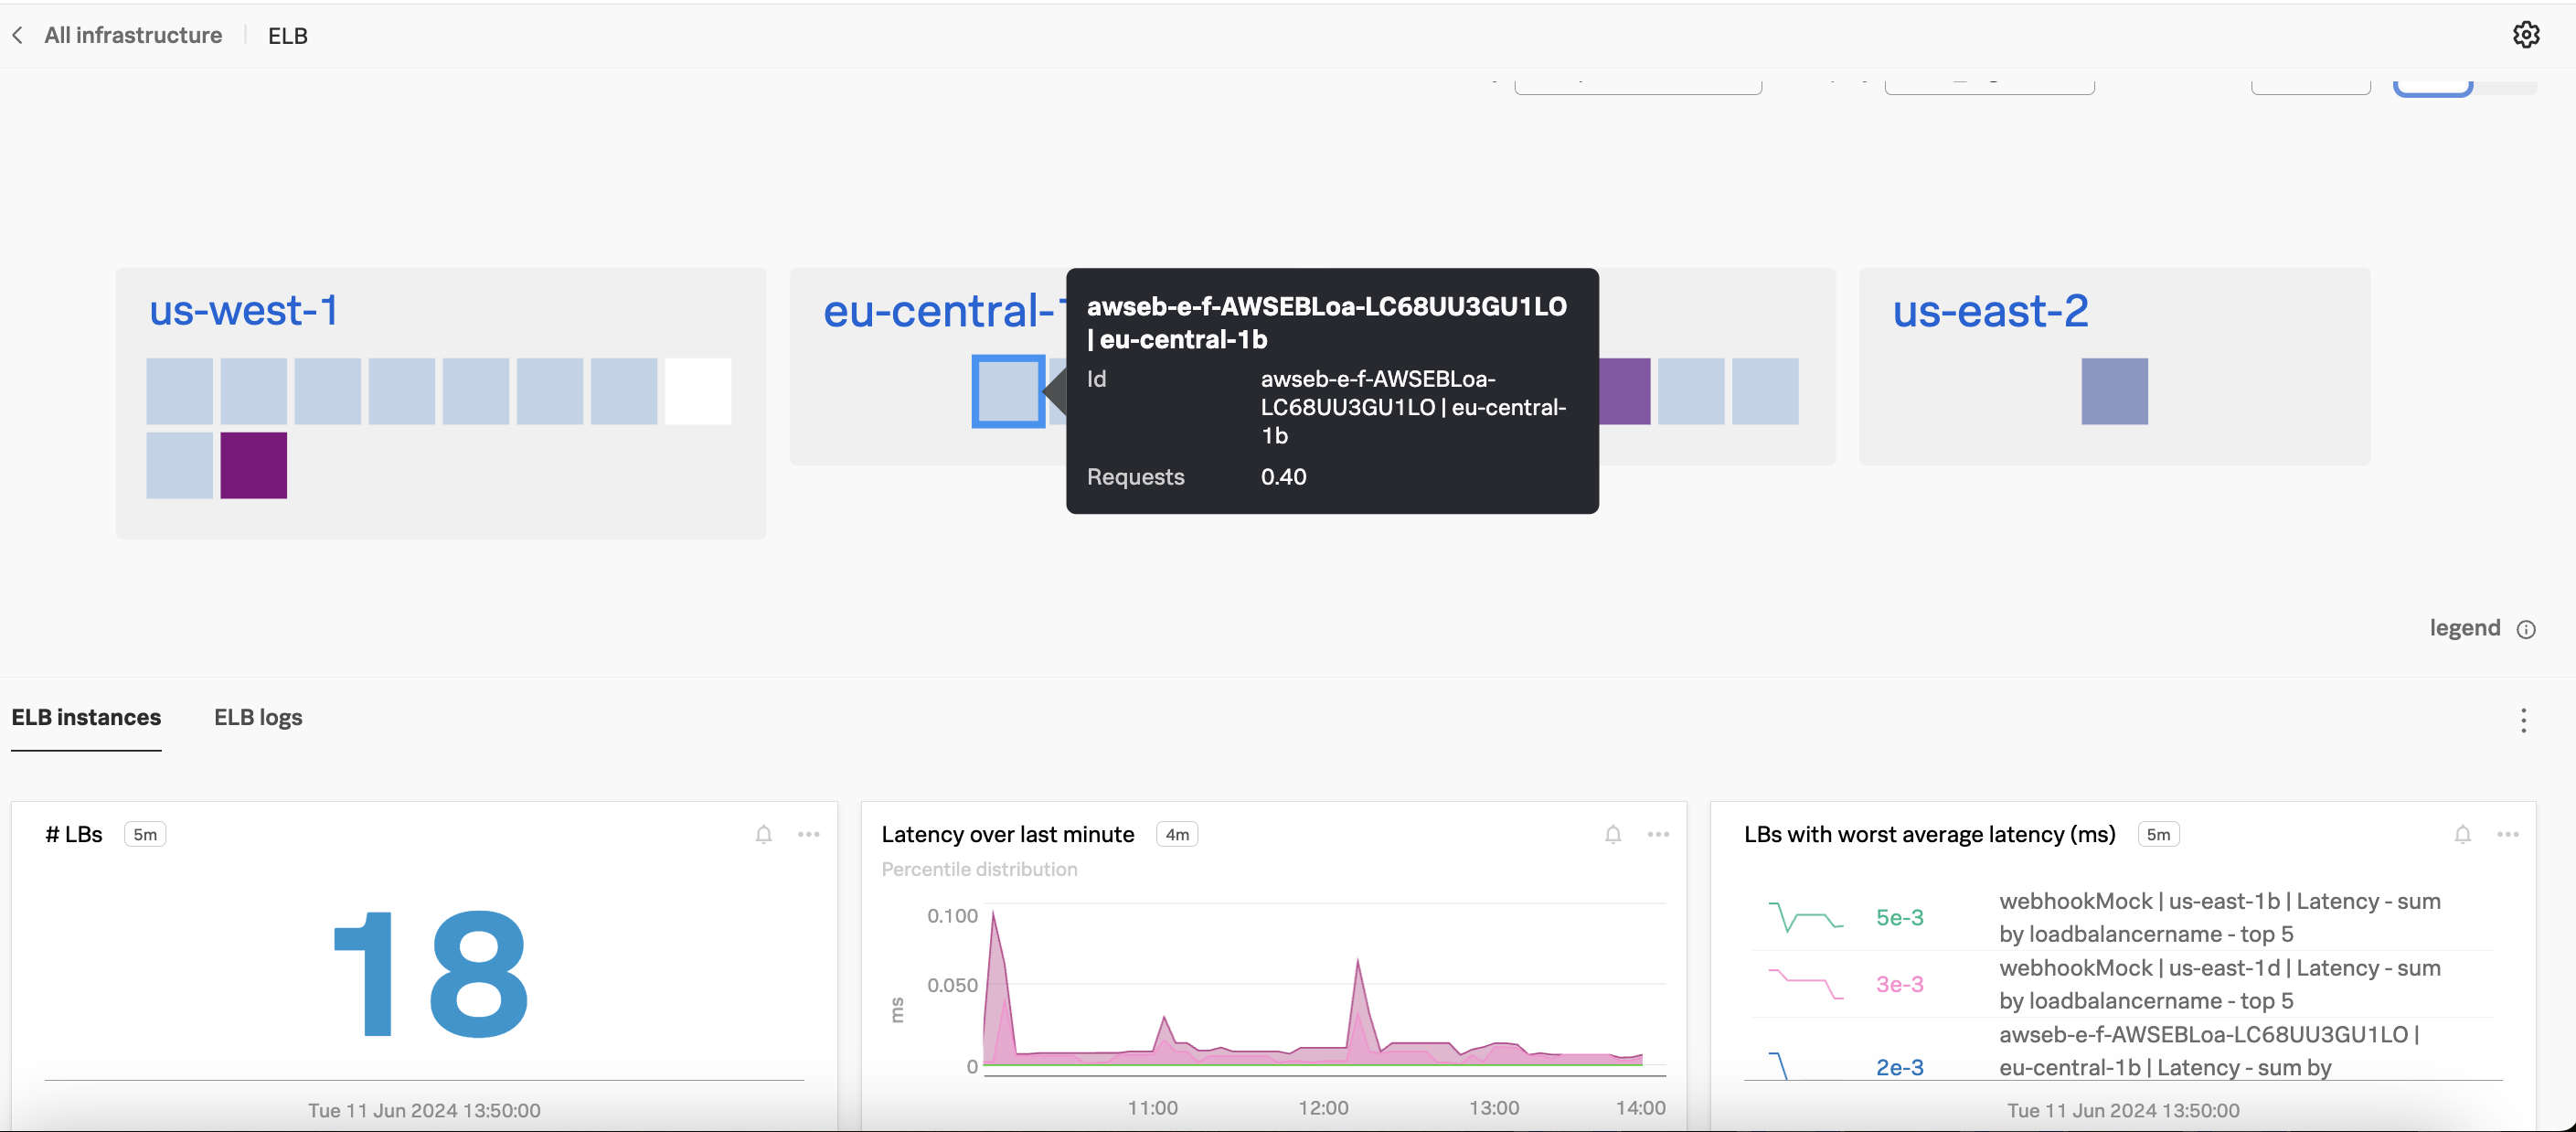 All infrastructure
ELB
us-west-1
eu-central-
us-east-2
awseb-e-f-AWSEBLoa-LC68UU3GU1LO
| eu-central-1b
Id
awseb-e-f-AWSEBLoa-
LC68UU3GU1LO | eu-central-
1b
Requests
0.40
legend
ELB instances
ELB logs
# LBs
5m
18
Tue 11 Jun 2024 13:50:00
Latency over last minute
4m
Percentile distribution
0.100
0.050
0
ms
11:00
12:00
13:00
14:00
LBs with worst average latency (ms)
5m
5e-3
webhookMock | us-east-1b | Latency - sum
by loadbalancername - top 5
3e-3
webhookMock | us-east-1d | Latency - sum
by loadbalancername - top 5
2e-3
awseb-e-f-AWSEBLoa-LC68UU3GU1LO |
eu-central-1b | Latency - sum by
Tue 11 Jun 2024 13:50:00